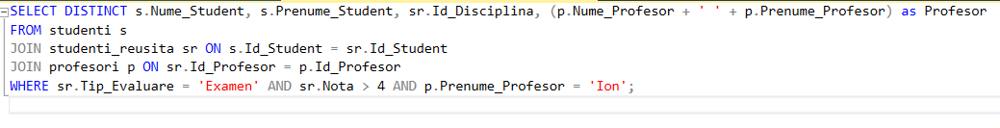 SELECT DISTINCT s.Nume_Student, s.Prenume_Student, sr.Id_Disciplina, (p.Nume_Profesor + ' ' + p.Prenume_Profesor) as Profesor
FROM studenti s
JOIN studenti_reusita sr ON s.Id_Student = sr.Id_Student
JOIN profesori p ON sr.Id_Profesor = p.Id_Profesor
WHERE sr.Tip_Evaluare = 'Examen' AND sr.Nota > 4 AND p.Prenume_Profesor = 'Ion';